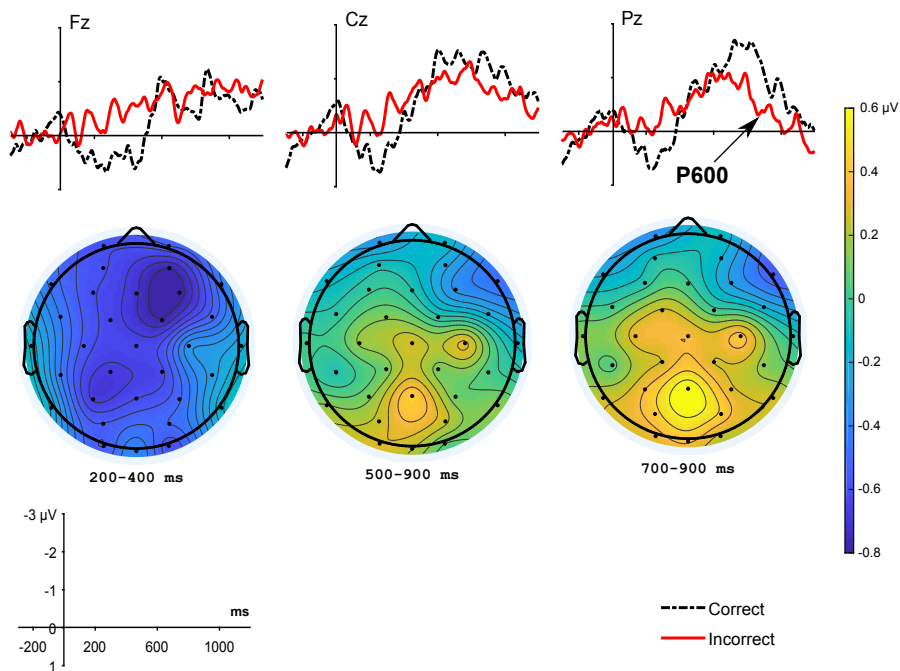 Fz
Cz
Pz
P600
0.6 µV
0.4
0.2
0
-0.2
-0.4
-0.6
-0.8
200-400 ms
500-900 ms
700-900 ms
-3 µV
-2
-1
0
1
ms
-200
200
600
1000
Correct
Incorrect